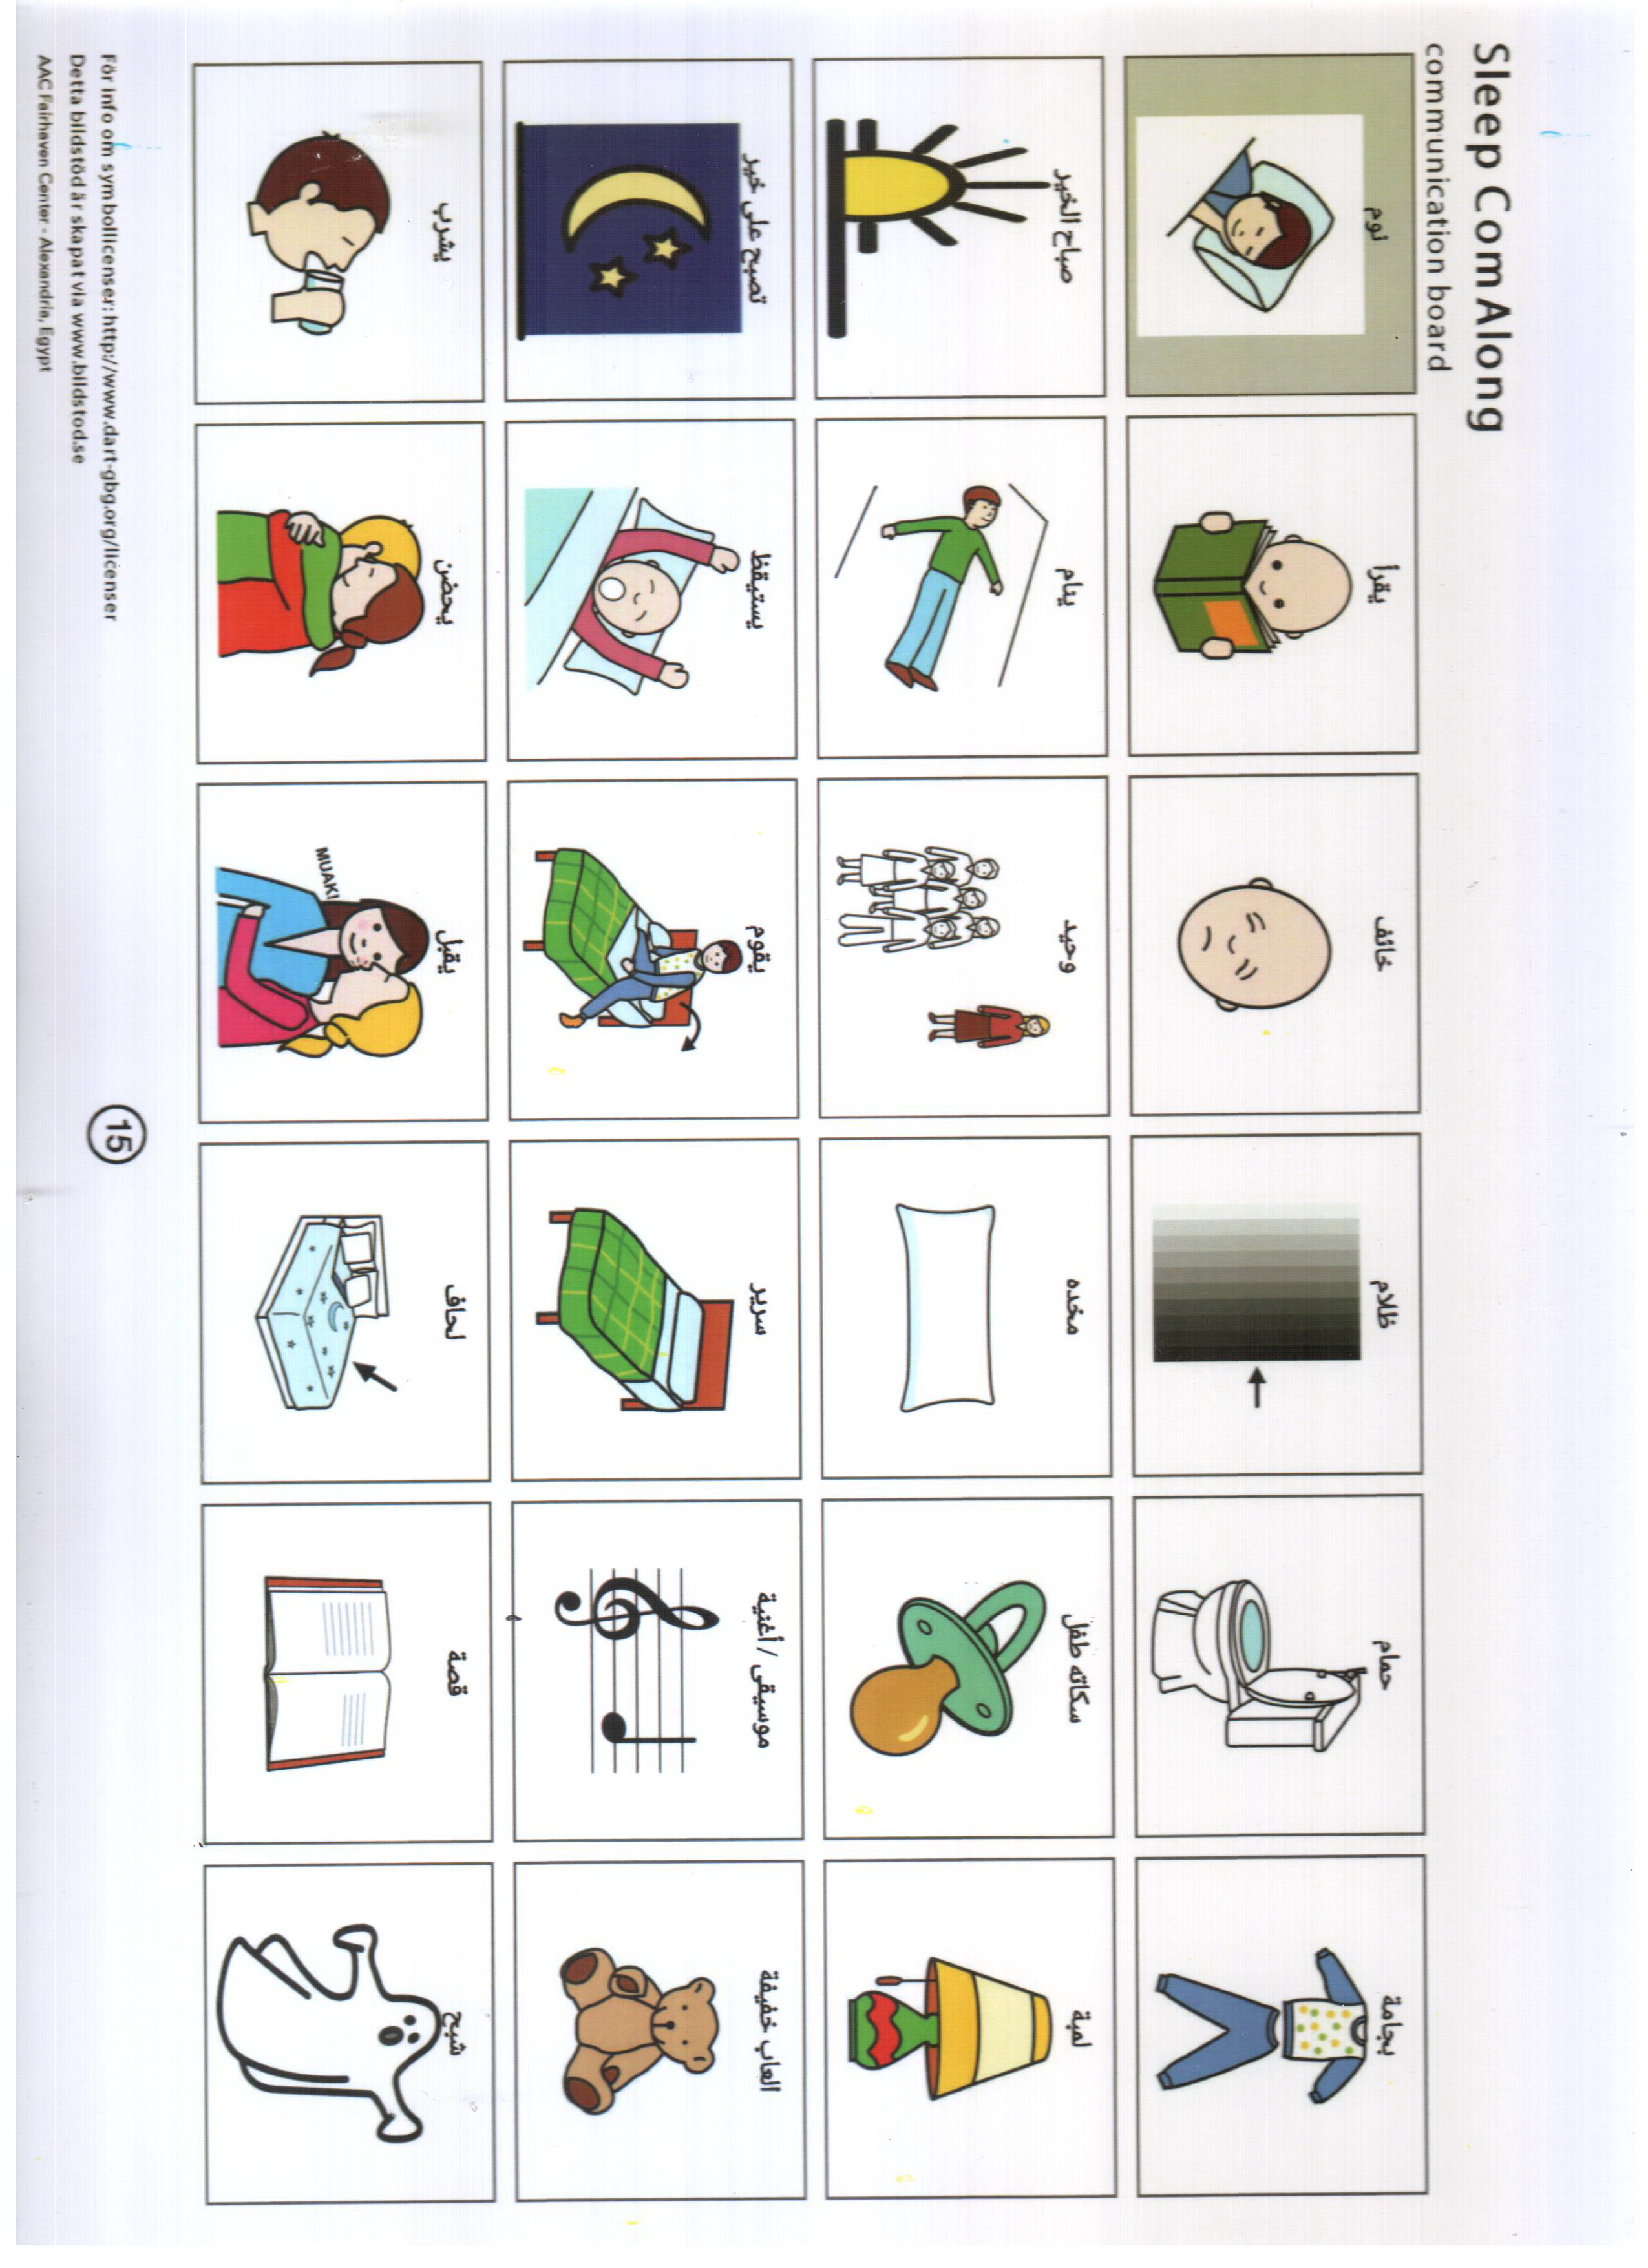 Sleep ComAlong
communication board
نوم
يقرأ
خائف
ظلام
حمام
بجامة
صباح الخير
ينام
وحيد
مخده
سكاته طفل
لمبة
تصبح على خير
يستيقظ
يقوم
سرير
موسيقى / أغنية
العاب خفيفة
يشرب
يحضن
يقبل
MUAK!
لحاف
قصة
شبح
För info om symbollicenser: http://www.dart-gbg.org/licenser
Detta bildstöd är skapat via www.bildstod.se
AAC Fairhaven Center - Alexandria, Egypt
15